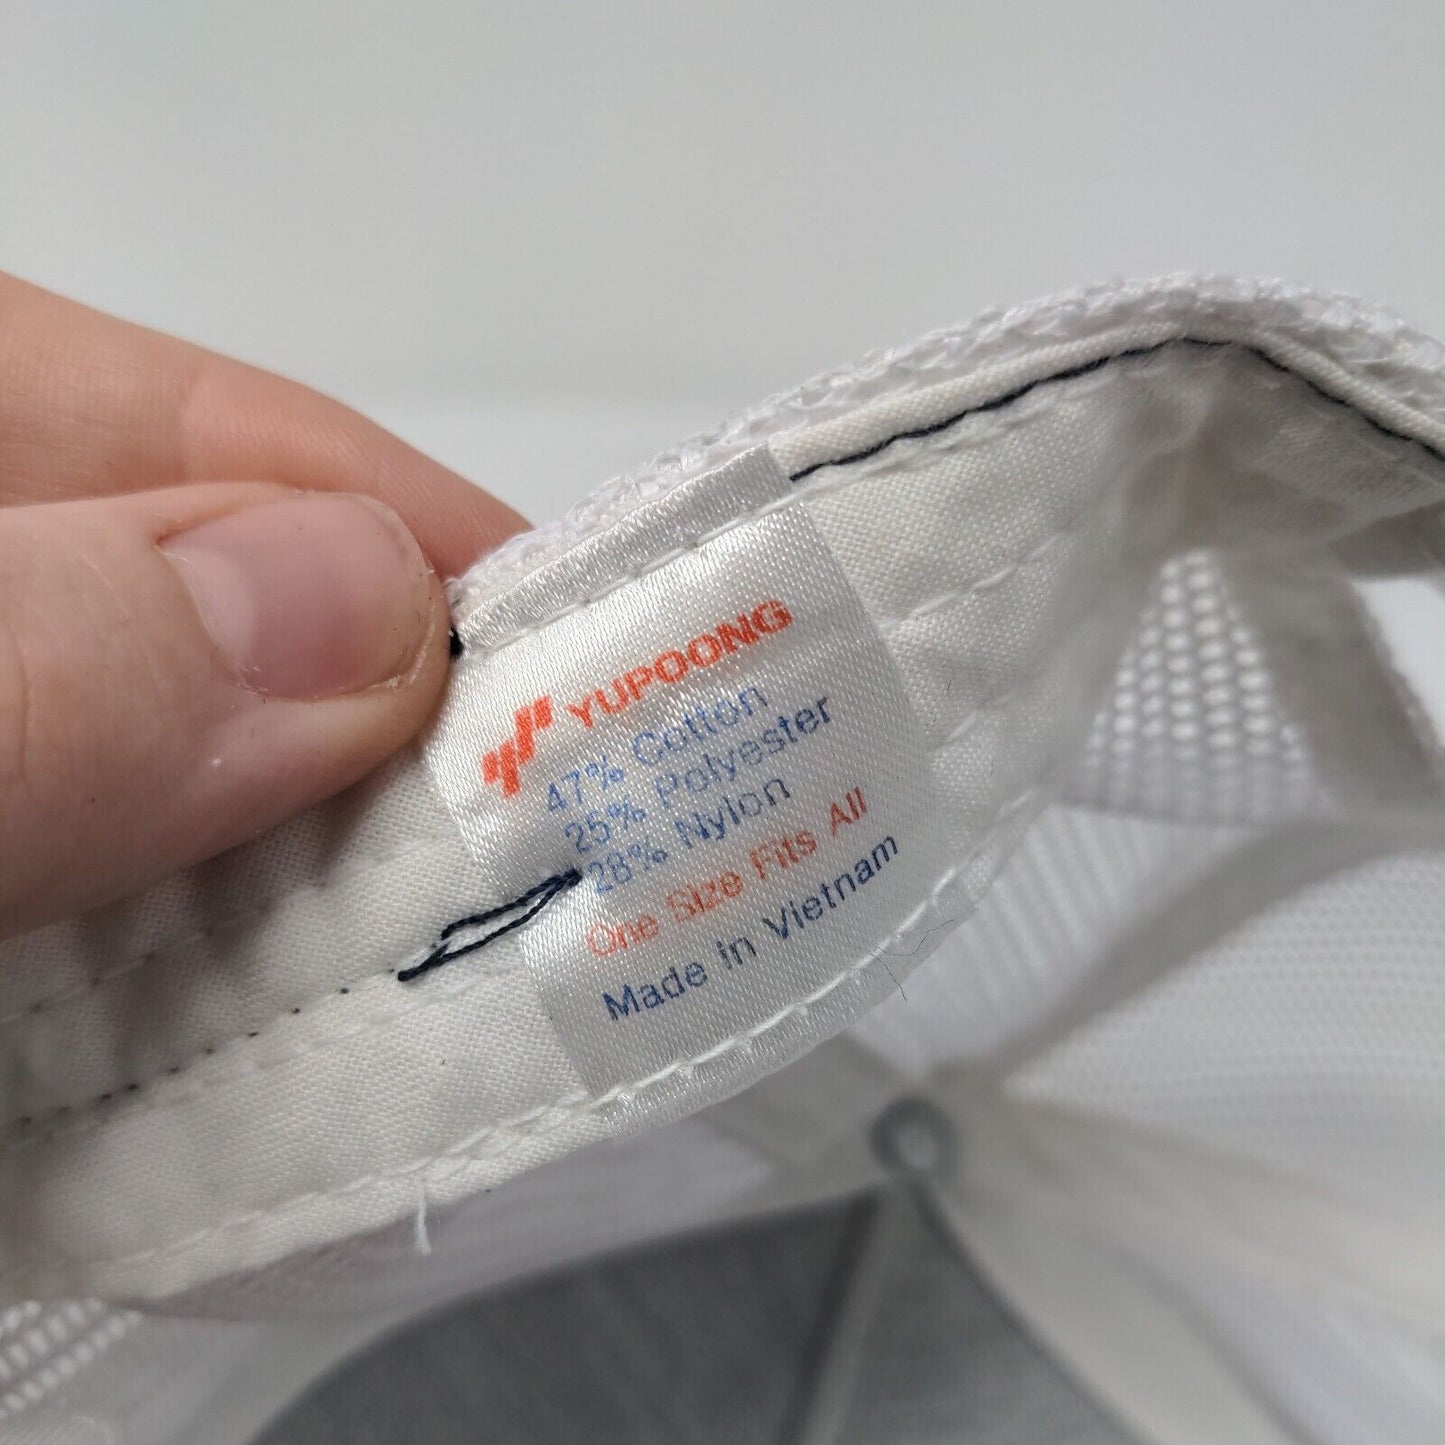 YUPOONG
47% Cotton
25% Polyester
28% Nylon
One Size Fits All
Made in Vietnam